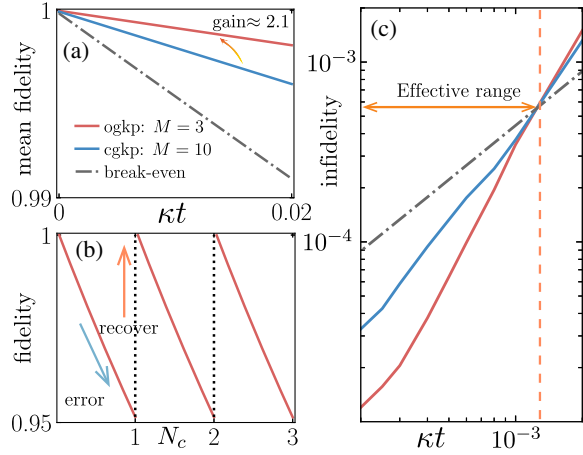 1
gain≈ 2.1
(a)
mean fidelity
ogkp: M = 3
cgkp: M = 10
break-even
0.99
0
κt
0.02
1
(b)
recover
fidelity
error
0.95
1
N_c
2
3
(c)
10⁻³
Effective range
infidelity
10⁻⁴
κt
10⁻³